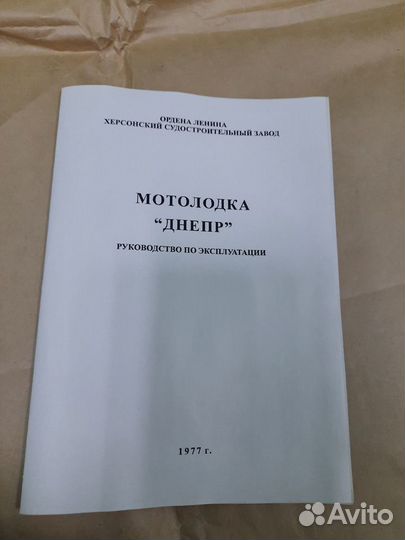 ОРДЕНА ЛЕНИНА
ХЕРСОНСКИЙ СУДОСТРОИТЕЛЬНЫЙ ЗАВОД
МОТОЛОДКА
“ДНЕПР”
РУКОВОДСТВО ПО ЭКСПЛУАТАЦИИ
1977 г.
Avito